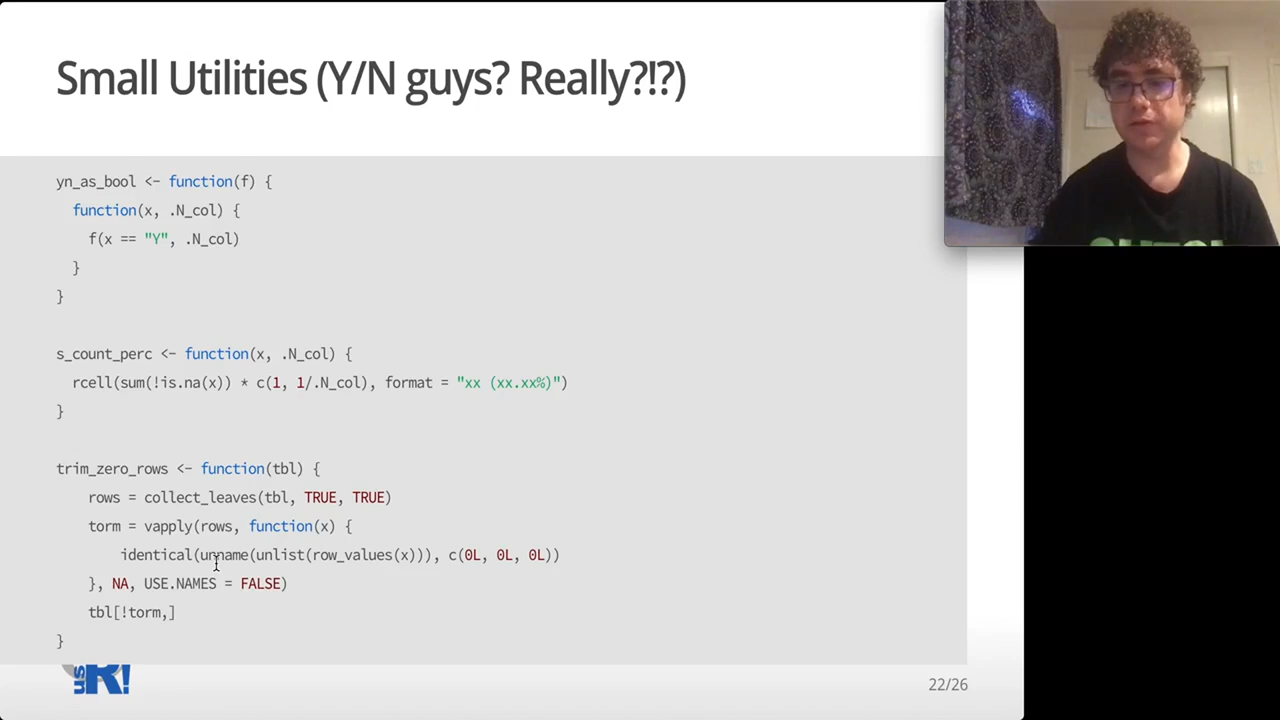 Small Utilities (Y/N guys? Really?!?)
yn_as_bool <- function(f) {
  function(x, .N_col) {
    f(x == "Y", .N_col)
  }
}
s_count_perc <- function(x, .N_col) {
  rcell(sum(!is.na(x)) * c(1, 1/.N_col), format = "xx (xx.xx%)")
}
trim_zero_rows <- function(tbl) {
    rows = collect_leaves(tbl, TRUE, TRUE)
    torm = vapply(rows, function(x) {
        identical(unname(unlist(row_values(x))), c(0L, 0L, 0L))
    }, NA, USE.NAMES = FALSE)
    tbl[!torm,]
}
us
R!
22/26